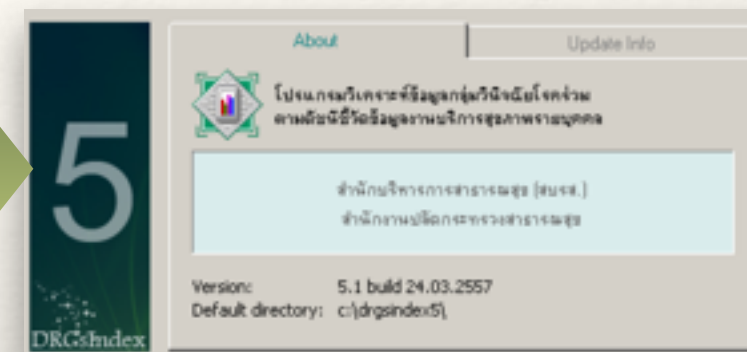 About
Update Info
โปรแกรมวิเคราะห์ข้อมูลกลุ่มวินิจฉัยโรคร่วม
ตามดัชนีชี้วัดข้อมูลงานบริการสุขภาพรายบุคคล
5
สำนักบริหารการสาธารณสุข (สบรส.)
สำนักงานปลัดกระทรวงสาธารณสุข
Version: 5.1 build 24.03.2557
Default directory: c:\drgsindex5\
DRGsIndex